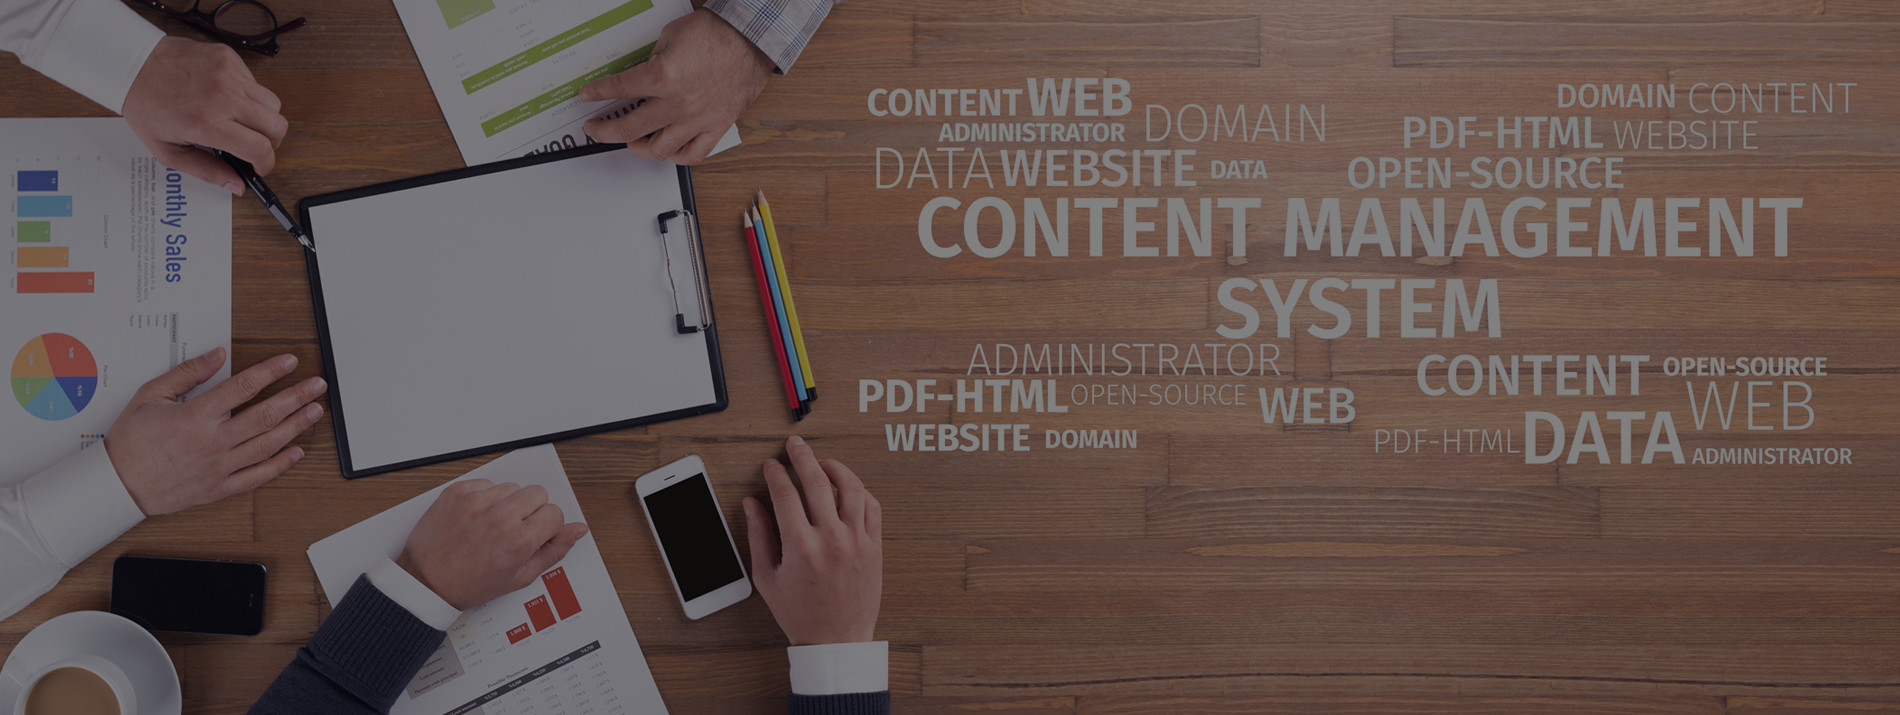 Monthly Sales
CONTENT WEB
ADMINISTRATOR DOMAIN
DATA WEBSITE DATA
DOMAIN CONTENT
PDF-HTML WEBSITE
OPEN-SOURCE
CONTENT MANAGEMENT
SYSTEM
ADMINISTRATOR
PDF-HTML OPEN-SOURCE WEB
WEBSITE DOMAIN
CONTENT OPEN-SOURCE
WEB
PDF-HTML DATA ADMINISTRATOR